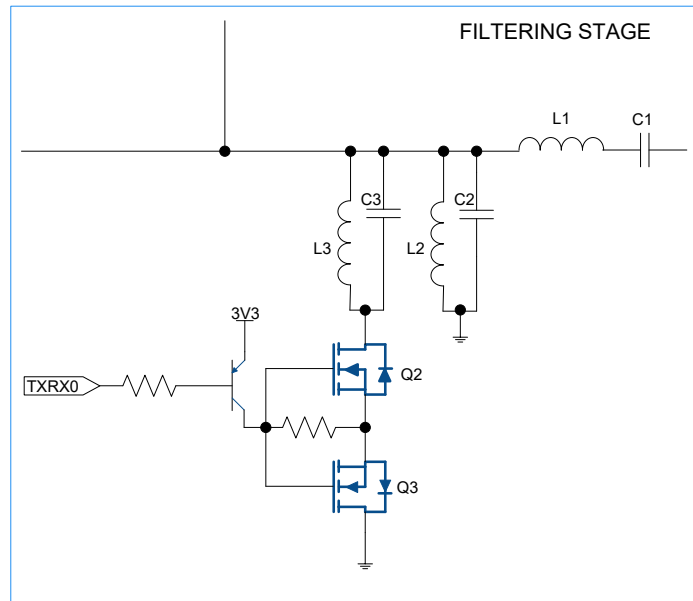 FILTERING STAGE
L1
C1
C3
C2
L3
L2
3V3
TXRX0
Q2
Q3